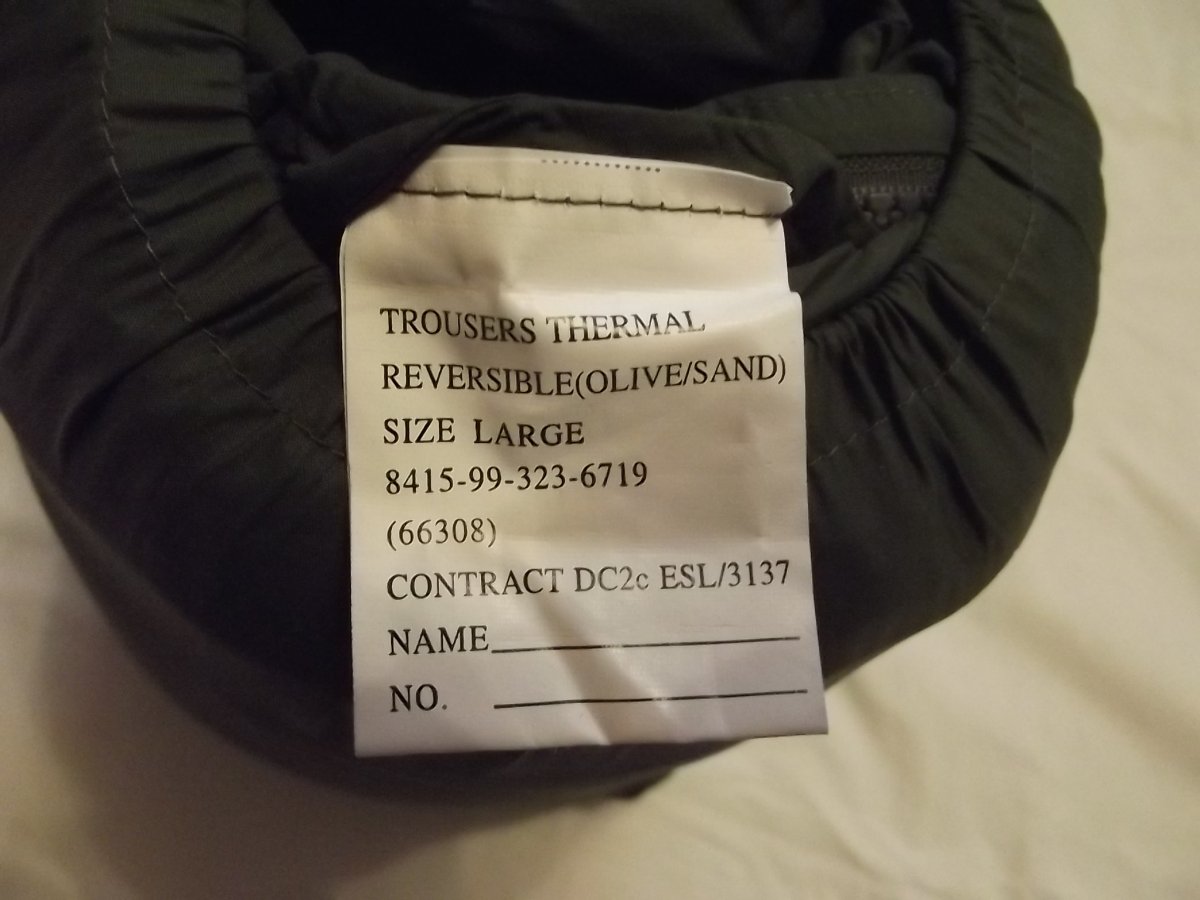 TROUSERS THERMAL
REVERSIBLE(OLIVE/SAND)
SIZE LARGE
8415-99-323-6719
(66308)
CONTRACT DC2c ESL/3137
NAME
NO.